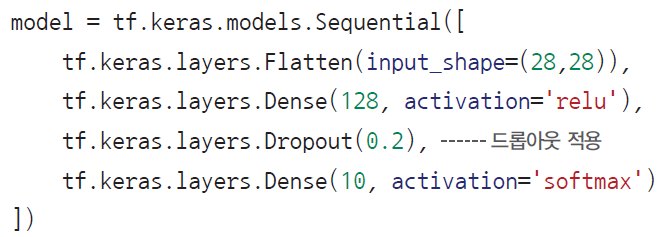 model = tf.keras.models.Sequential([
    tf.keras.layers.Flatten(input_shape=(28,28)),
    tf.keras.layers.Dense(128, activation='relu'),
    tf.keras.layers.Dropout(0.2), ------ 드롭아웃 적용
    tf.keras.layers.Dense(10, activation='softmax')
])